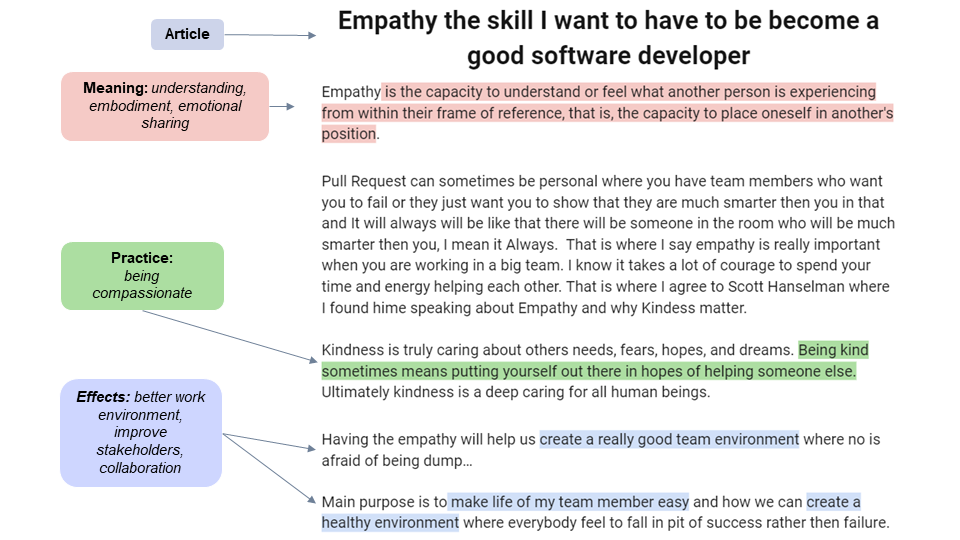 Article
Empathy the skill I want to have to be become a
good software developer
Meaning: understanding,
embodiment, emotional
sharing
Empathy is the capacity to understand or feel what another person is experiencing
from within their frame of reference, that is, the capacity to place oneself in another's
position.
Pull Request can sometimes be personal where you have team members who want
you to fail or they just want you to show that they are much smarter then you in that
and It will always will be like that there will be someone in the room who will be much
smarter then you, I mean it Always.  That is where I say empathy is really important
when you are working in a big team. I know it takes a lot of courage to spend your
time and energy helping each other. That is where I agree to Scott Hanselman where
I found hime speaking about Empathy and why Kindess matter.
Practice:
being
compassionate
Kindness is truly caring about others needs, fears, hopes, and dreams. Being kind
sometimes means putting yourself out there in hopes of helping someone else.
Ultimately kindness is a deep caring for all human beings.
Effects: better work
environment,
improve
stakeholders,
collaboration
Having the empathy will help us create a really good team environment where no is
afraid of being dump...
Main purpose is to make life of my team member easy and how we can create a
healthy environment where everybody feel to fall in pit of success rather then failure.